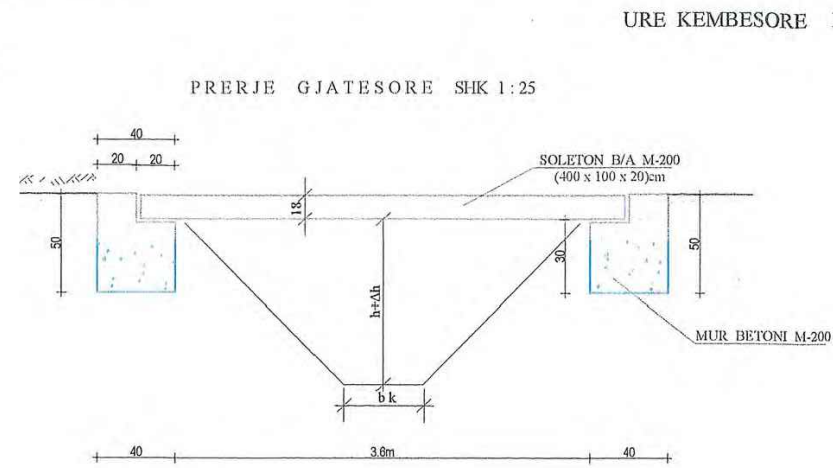 URE KEMBESORE
PRERJE GJATESORE SHK 1:25
40
20 20
SOLETON B/A M-200
(400 x 100 x 20)cm
18
50
30
50
h+Δh
MUR BETONI M-200
b k
40 3.6m 40